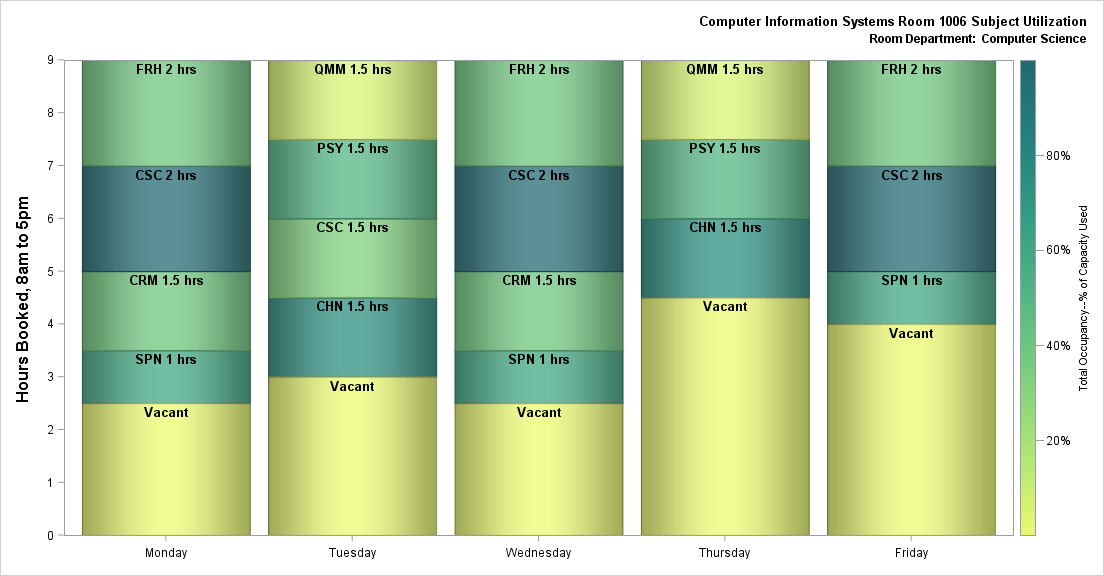 Computer Information Systems Room 1006 Subject Utilization
Room Department: Computer Science
Hours Booked, 8am to 5pm
9
8
7
6
5
4
3
2
1
0
FRH 2 hrs
CSC 2 hrs
CRM 1.5 hrs
SPN 1 hrs
Vacant
Monday
QMM 1.5 hrs
PSY 1.5 hrs
CSC 1.5 hrs
CHN 1.5 hrs
Vacant
Tuesday
FRH 2 hrs
CSC 2 hrs
CRM 1.5 hrs
SPN 1 hrs
Vacant
Wednesday
QMM 1.5 hrs
PSY 1.5 hrs
CHN 1.5 hrs
Vacant
Thursday
FRH 2 hrs
CSC 2 hrs
SPN 1 hrs
Vacant
Friday
80%
60%
40%
20%
Total Occupancy--% of Capacity Used